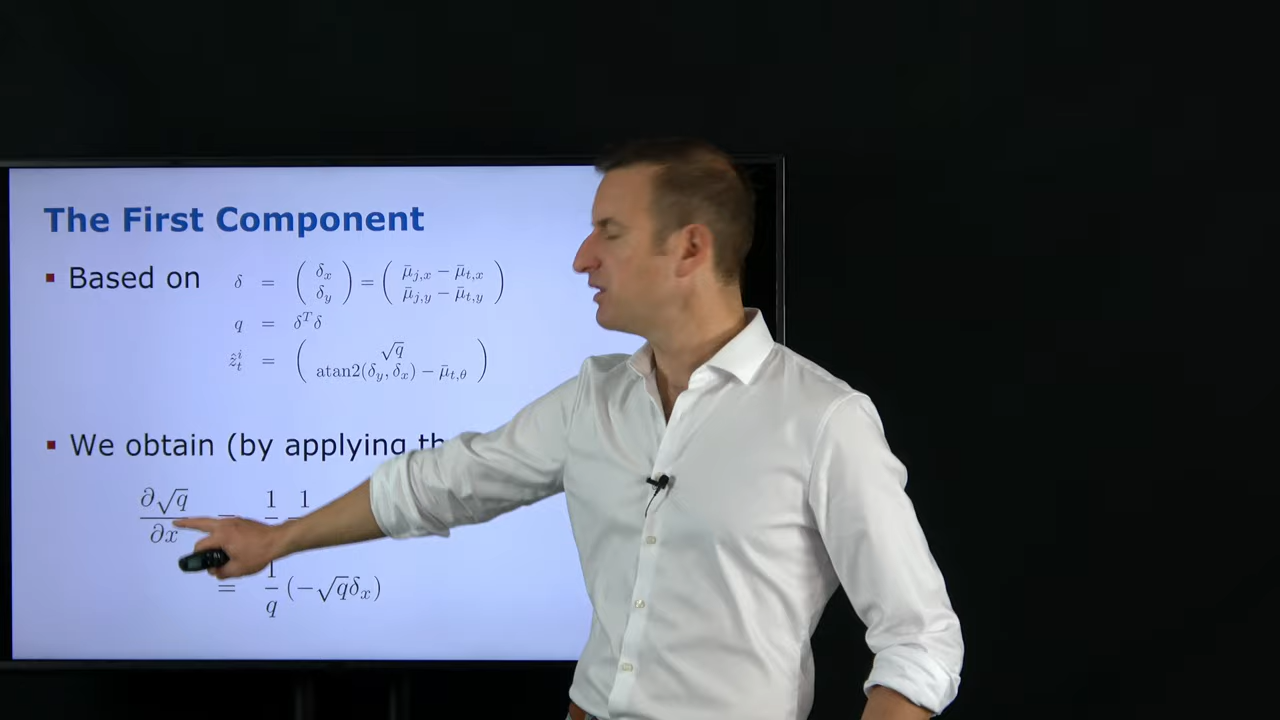 The First Component
▪ Based on δ = ( δ_x δ_y ) = ( μ̄_{j,x} − μ̄_{t,x} μ̄_{j,y} − μ̄_{t,y} )
q = δ^T δ
ẑ_t^i = ( √q atan2(δ_y, δ_x) − μ̄_{t,θ} )
▪ We obtain (by applying
∂√q / ∂x = 1 1
= 1/q (−√q δ_x)